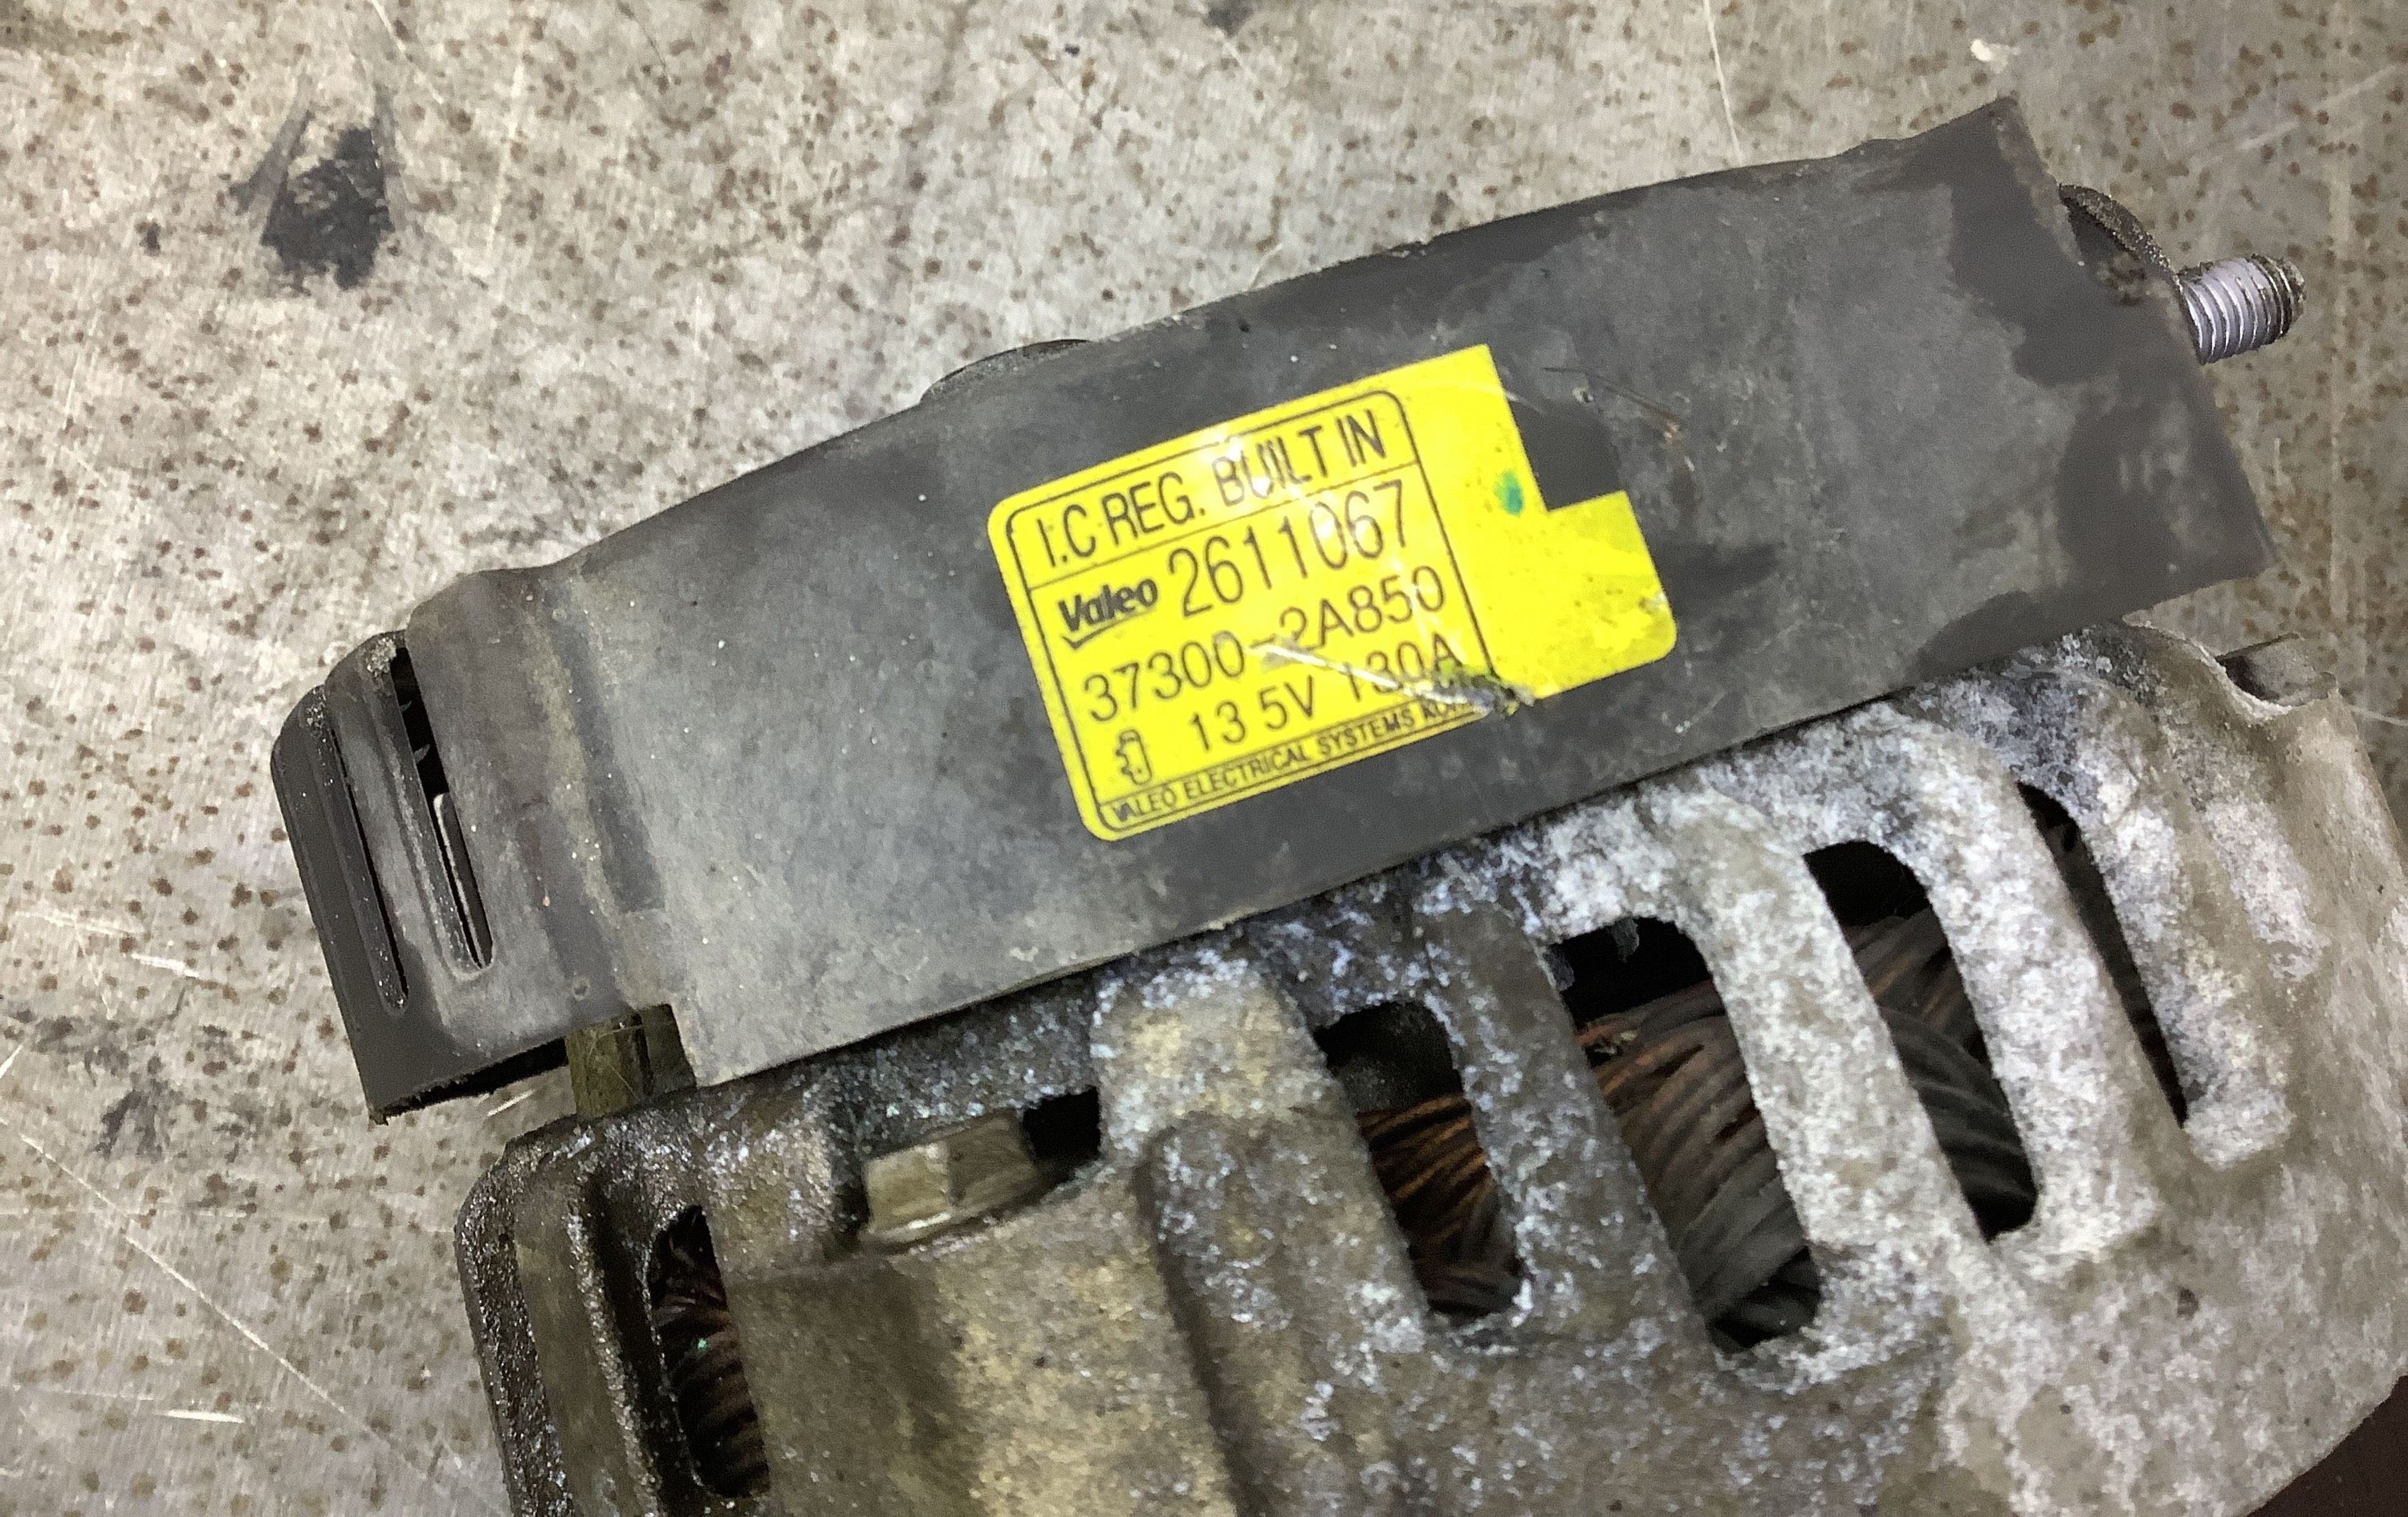 I.C REG. BUILT IN
Valeo 2611067
37300-2A850
13.5V 130A
VALEO ELECTRICAL SYSTEMS